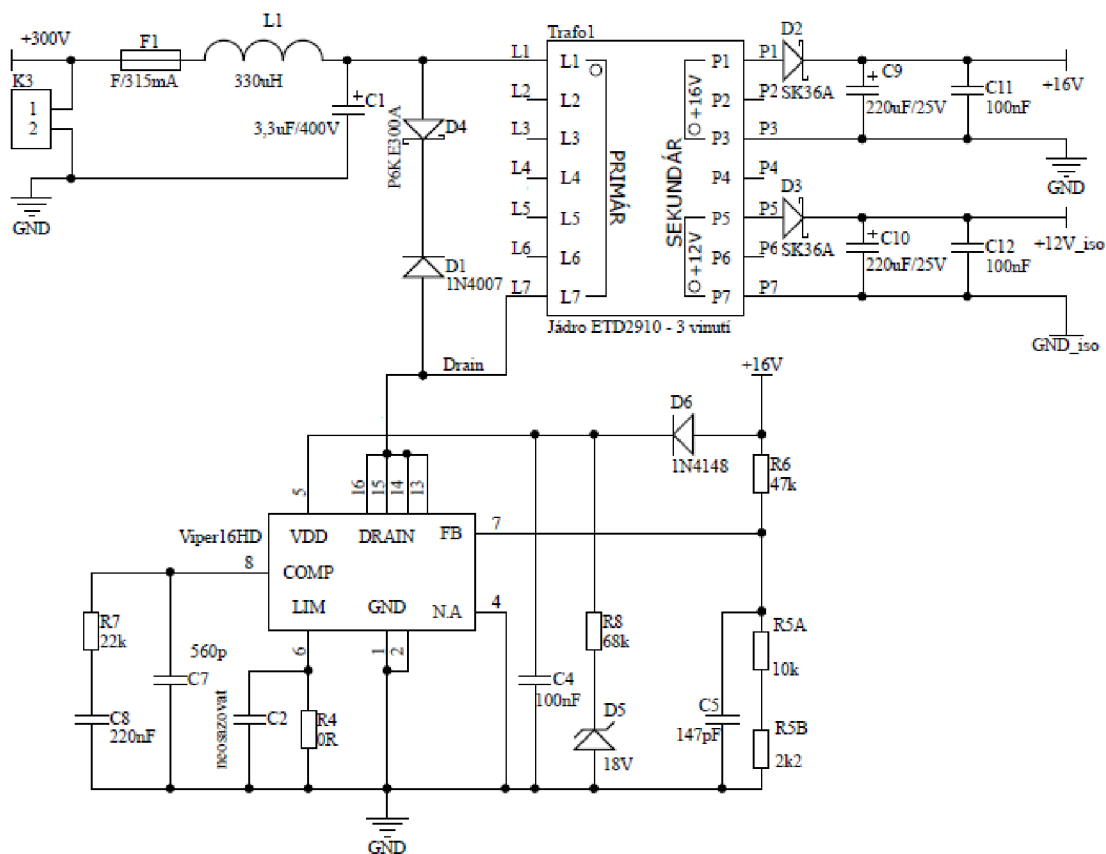 +300V
F1
L1
K3
1
2
F/315mA
330uH
C1
3,3uF/400V
GND
P6KE300A
D4
D1
1N4007
Drain
Trafo1
L1
L2
L3
L4
L5
L6
L7
L1
L2
L3
L4
L5
L6
L7
PRIMÁR
SEKUNDÁR
+16V
+12V
P1
P2
P3
P4
P5
P6
P7
P1
P2
P3
P4
P5
P6
P7
Jádro ETD2910 - 3 vinutí
D2
SK36A
C9
220uF/25V
C11
100nF
+16V
GND
D3
SK36A
C10
220uF/25V
C12
100nF
+12V_iso
GND_iso
+16V
D6
1N4148
R6
47k
5
16
15
14
13
Viper16HD
VDD
DRAIN
FB
7
8
COMP
LIM
GND
N.A
4
6
1
2
R7
22k
560p
C7
C8
220nF
neosazovat
C2
R4
0R
C4
100nF
R8
68k
D5
18V
C5
147pF
R5A
10k
R5B
2k2
GND